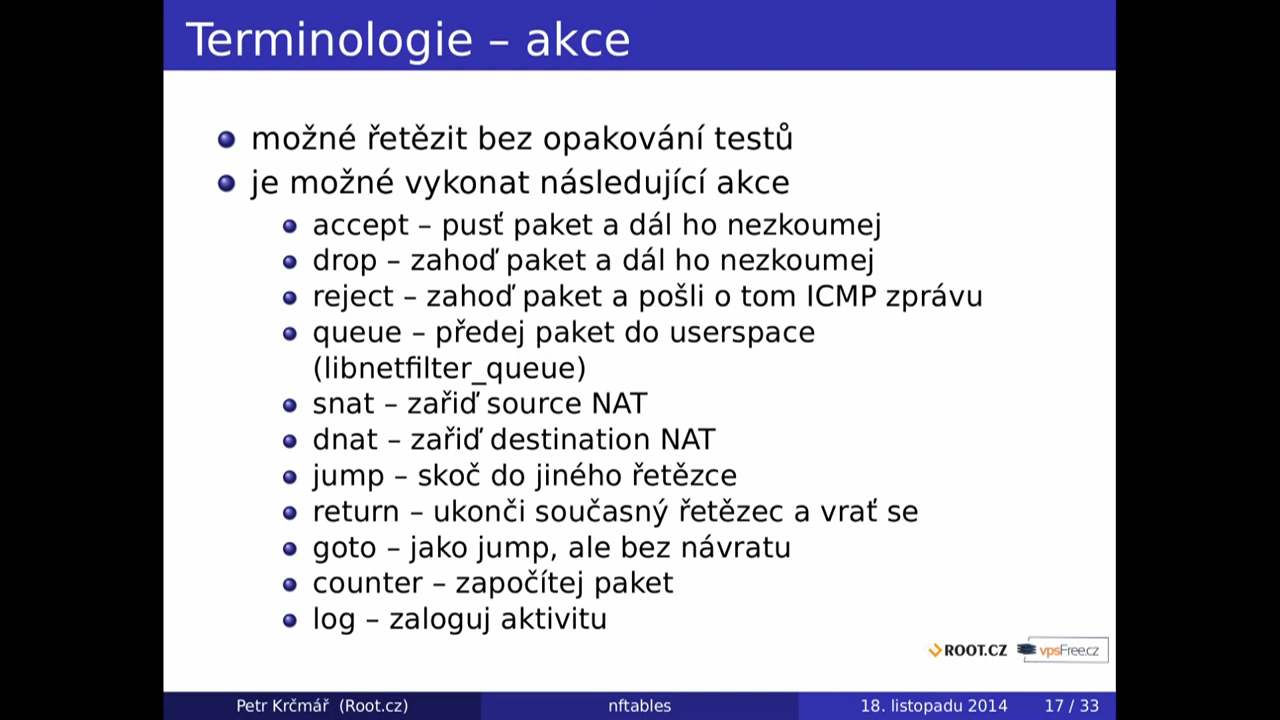 Terminologie – akce
možné řetězit bez opakování testů
je možné vykonat následující akce
accept – pusť paket a dál ho nezkoumej
drop – zahoď paket a dál ho nezkoumej
reject – zahoď paket a pošli o tom ICMP zprávu
queue – předej paket do userspace
(libnetfilter_queue)
snat – zařiď source NAT
dnat – zařiď destination NAT
jump – skoč do jiného řetězce
return – ukonči současný řetězec a vrať se
goto – jako jump, ale bez návratu
counter – započítej paket
log – zaloguj aktivitu
ROOT.CZ vpsFree.cz
Petr Krčmář (Root.cz) nftables 18. listopadu 2014 17 / 33